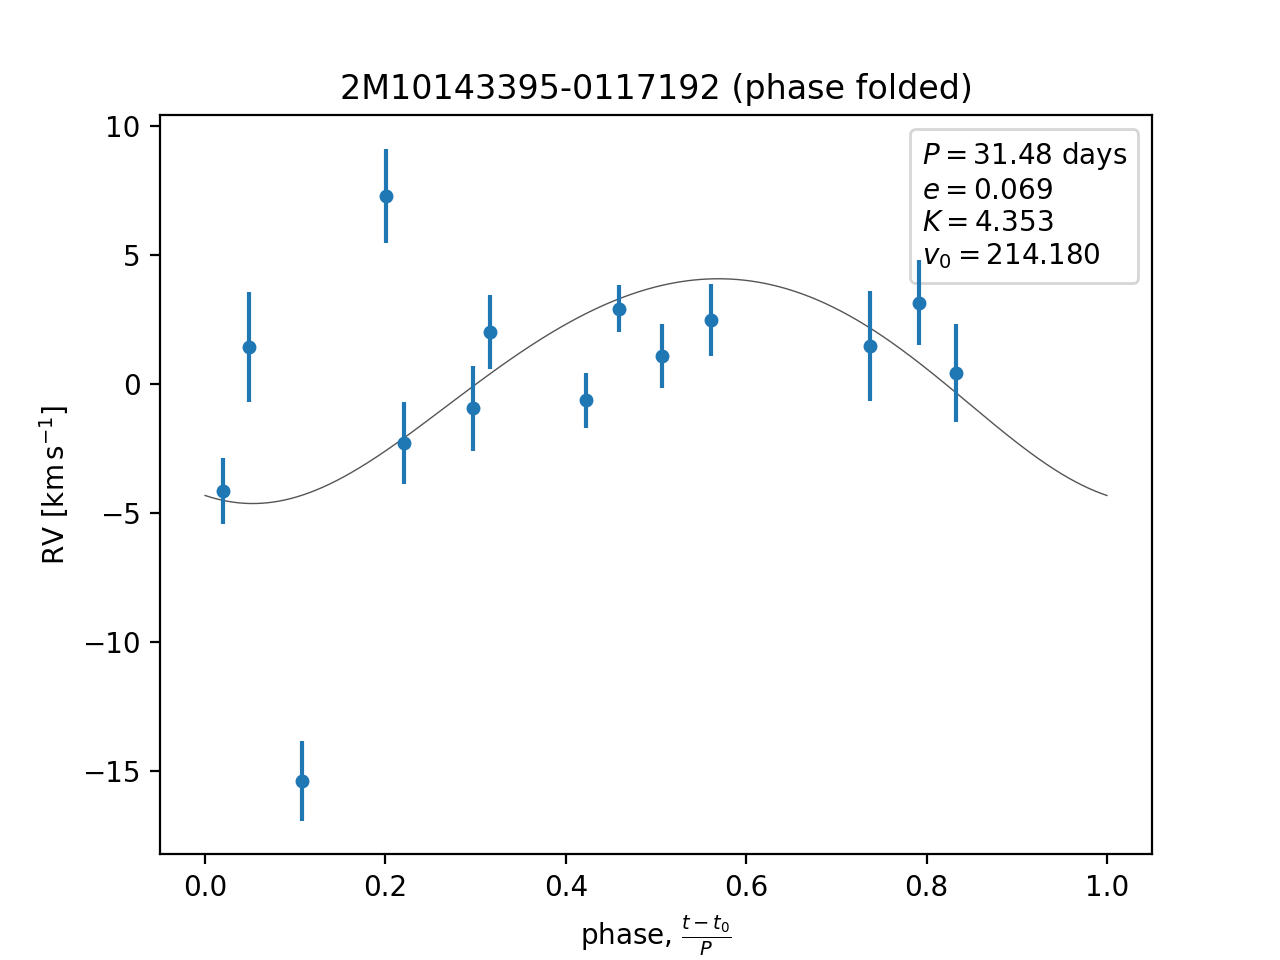 2M10143395-0117192 (phase folded)
P = 31.48 days
e = 0.069
K = 4.353
v₀ = 214.180
10
5
0
−5
−10
−15
RV [km s⁻¹]
0.0 0.2 0.4 0.6 0.8 1.0
phase, (t − t₀)/P